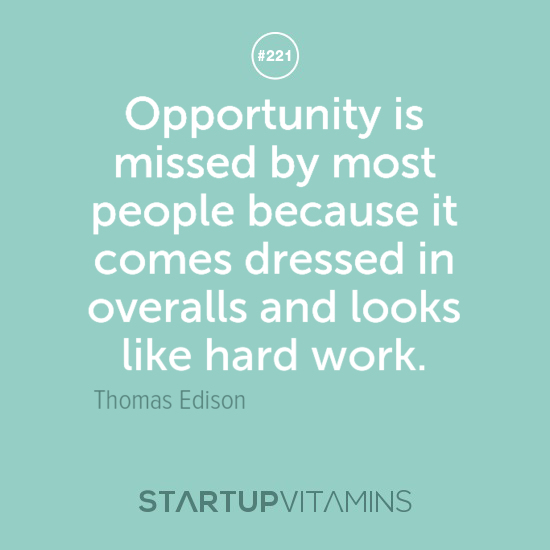 #221
Opportunity is
missed by most
people because it
comes dressed in
overalls and looks
like hard work.
Thomas Edison
STARTUPVITAMINS